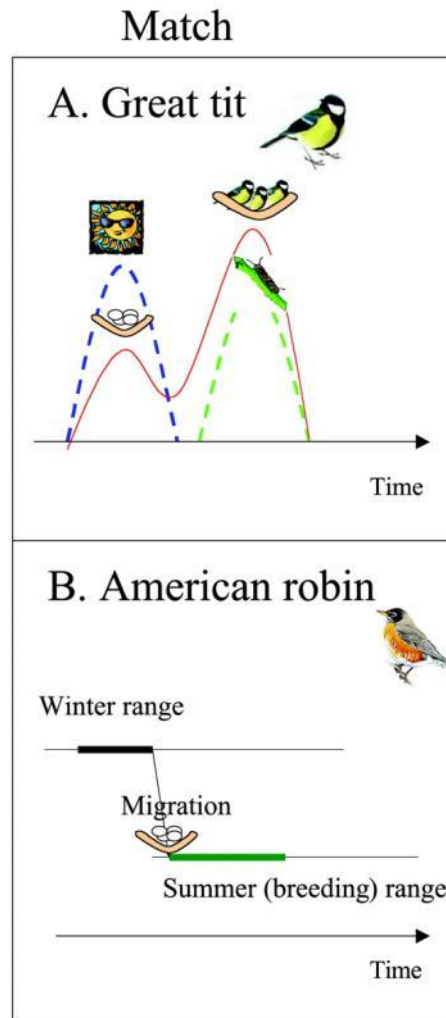 Match
A. Great tit
Time
B. American robin
Winter range
Migration
Summer (breeding) range
Time